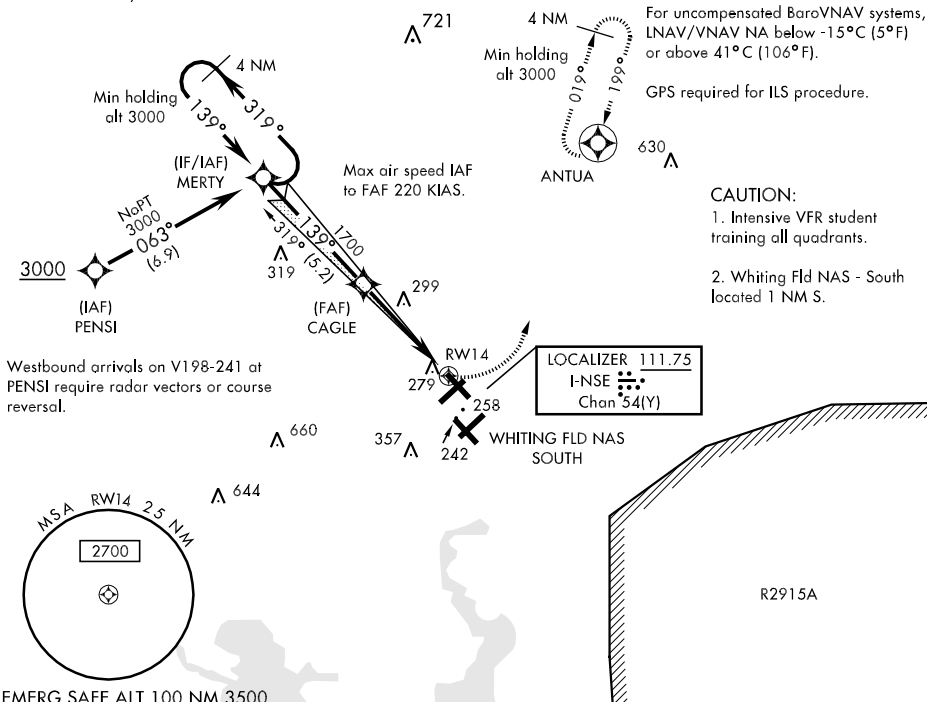 721
4 NM
Min holding
alt 3000
019°
199°
ANTUA
630
For uncompensated BaroVNAV systems,
LNAV/VNAV NA below -15°C (5°F)
or above 41°C (106°F).
GPS required for ILS procedure.
4 NM
Min holding
alt 3000
139°
319°
(IF/IAF)
MERTY
Max air speed IAF
to FAF 220 KIAS.
NoPT
3000
063°
(6.9)
3000
(IAF)
PENSI
1700
139°
319° (5.2)
319
(FAF)
CAGLE
299
CAUTION:
1. Intensive VFR student
training all quadrants.
2. Whiting Fld NAS - South
located 1 NM S.
Westbound arrivals on V198-241 at
PENSI require radar vectors or course
reversal.
RW14
279
258
LOCALIZER 111.75
I-NSE
Chan 54(Y)
660
357
242
WHITING FLD NAS
SOUTH
644
MSA RW14 25 NM
2700
R2915A
EMERG SAFE ALT 100 NM 3500